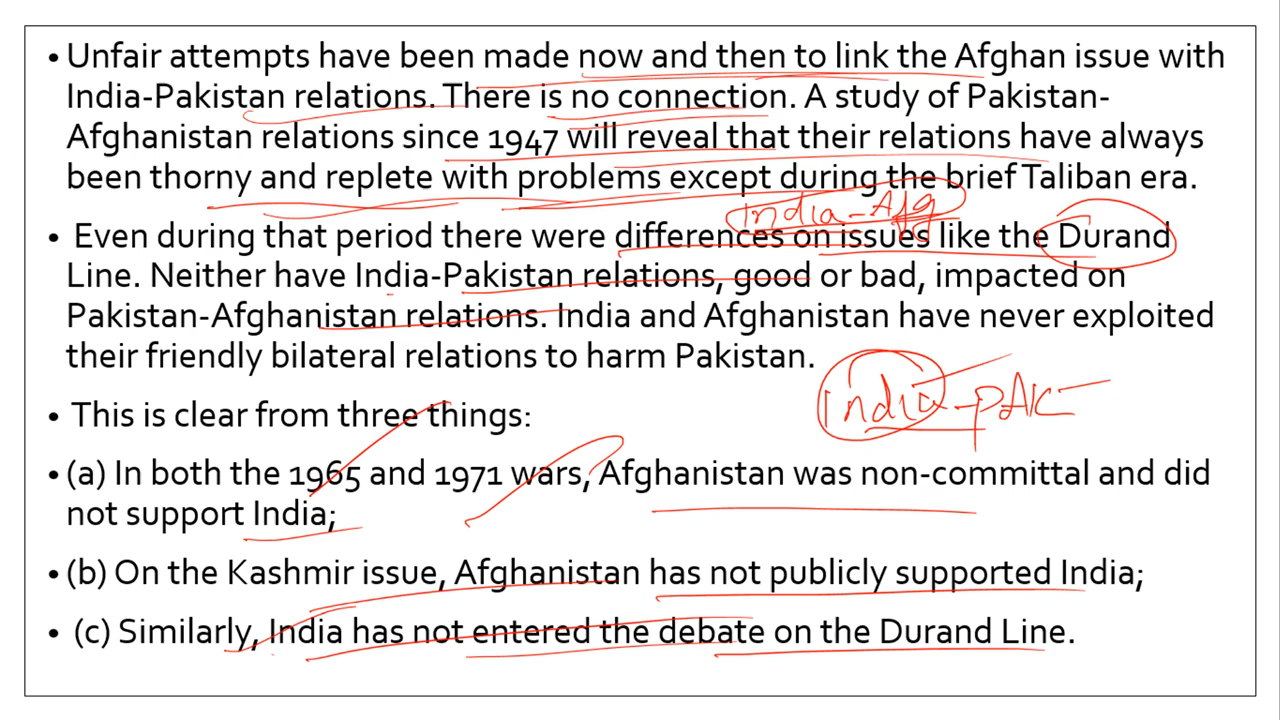 • Unfair attempts have been made now and then to link the Afghan issue with
India-Pakistan relations. There is no connection. A study of Pakistan-
Afghanistan relations since 1947 will reveal that their relations have always
been thorny and replete with problems except during the brief Taliban era.
India-Afg
• Even during that period there were differences on issues like the Durand
Line. Neither have India-Pakistan relations, good or bad, impacted on
Pakistan-Afghanistan relations. India and Afghanistan have never exploited
their friendly bilateral relations to harm Pakistan.
India-PAK
• This is clear from three things:
• (a) In both the 1965 and 1971 wars, Afghanistan was non-committal and did
not support India;
• (b) On the Kashmir issue, Afghanistan has not publicly supported India;
• (c) Similarly, India has not entered the debate on the Durand Line.